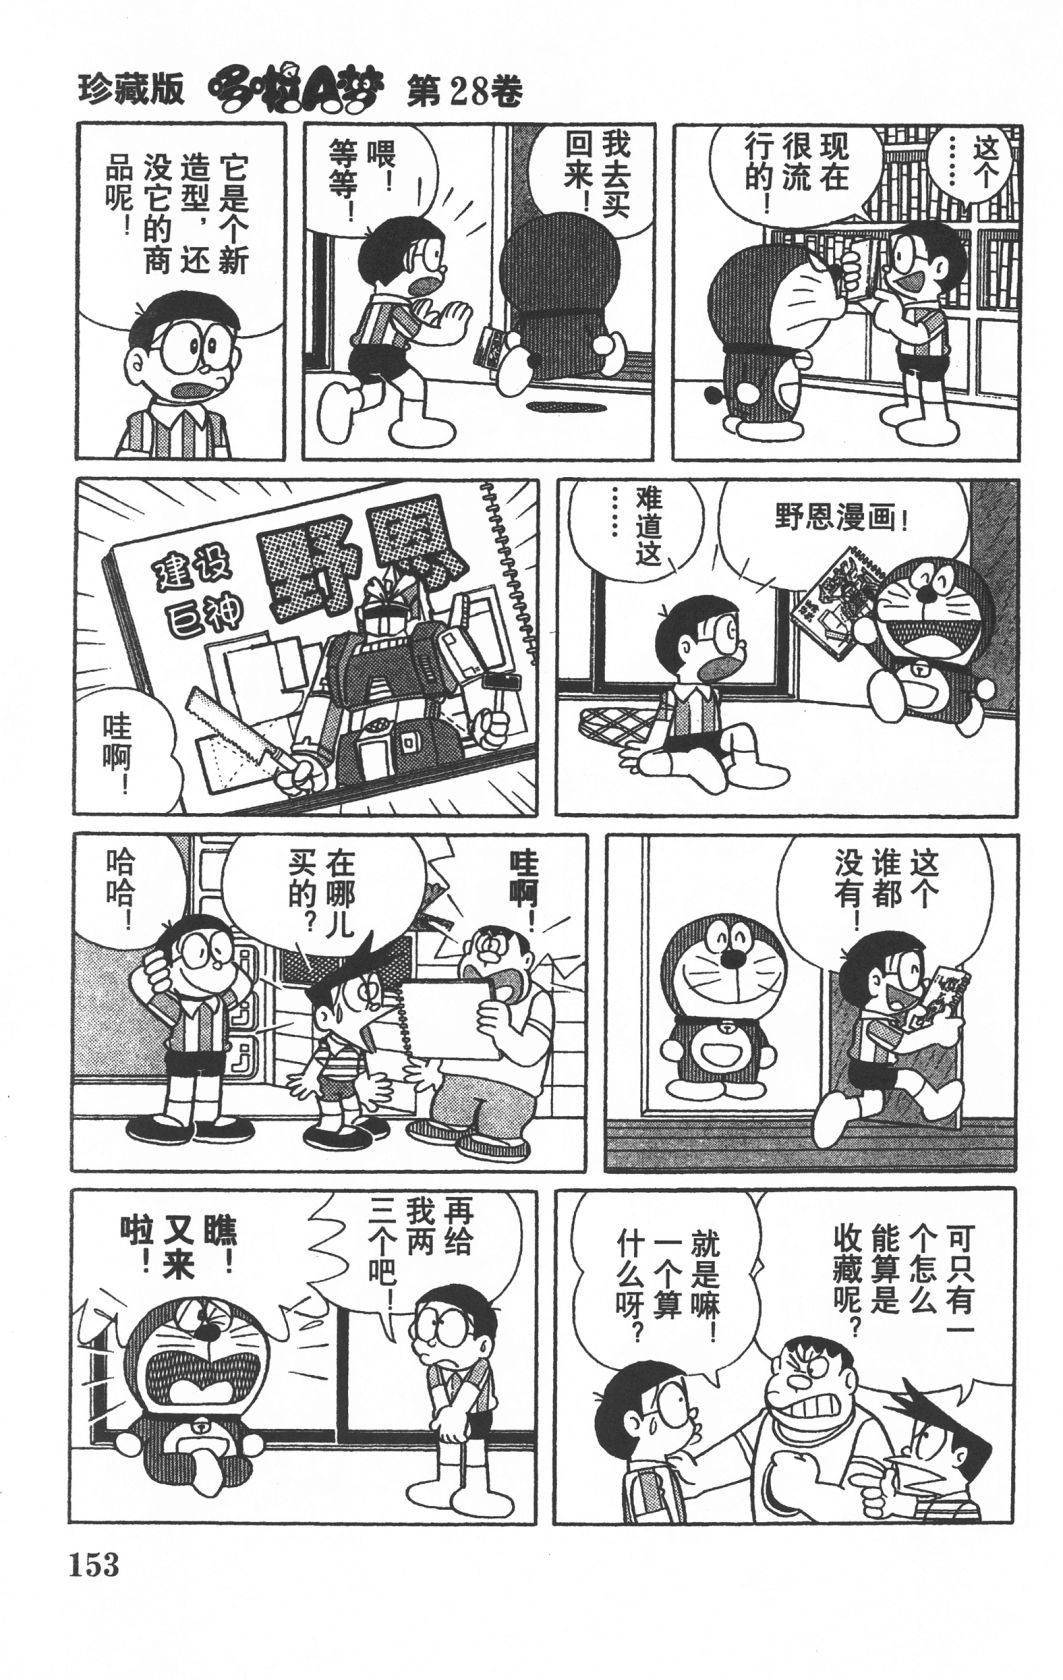 珍藏版 哆啦A梦 第28卷
这个
……
现在
很流
行的！
我去买
回来！
喂！
等等！
它是个新
造型，还
没它的商
品呢！
野恩漫画！
难道这
……
建设
巨神
野恩
哇啊！
这个
谁都
没有！
哇啊！
在哪儿
买的？
哈哈！
可只有一
个怎么
能算是
收藏呢？
就是嘛！
一个算
什么呀？
再给
我两
三个吧！
瞧！
又来
啦！
153